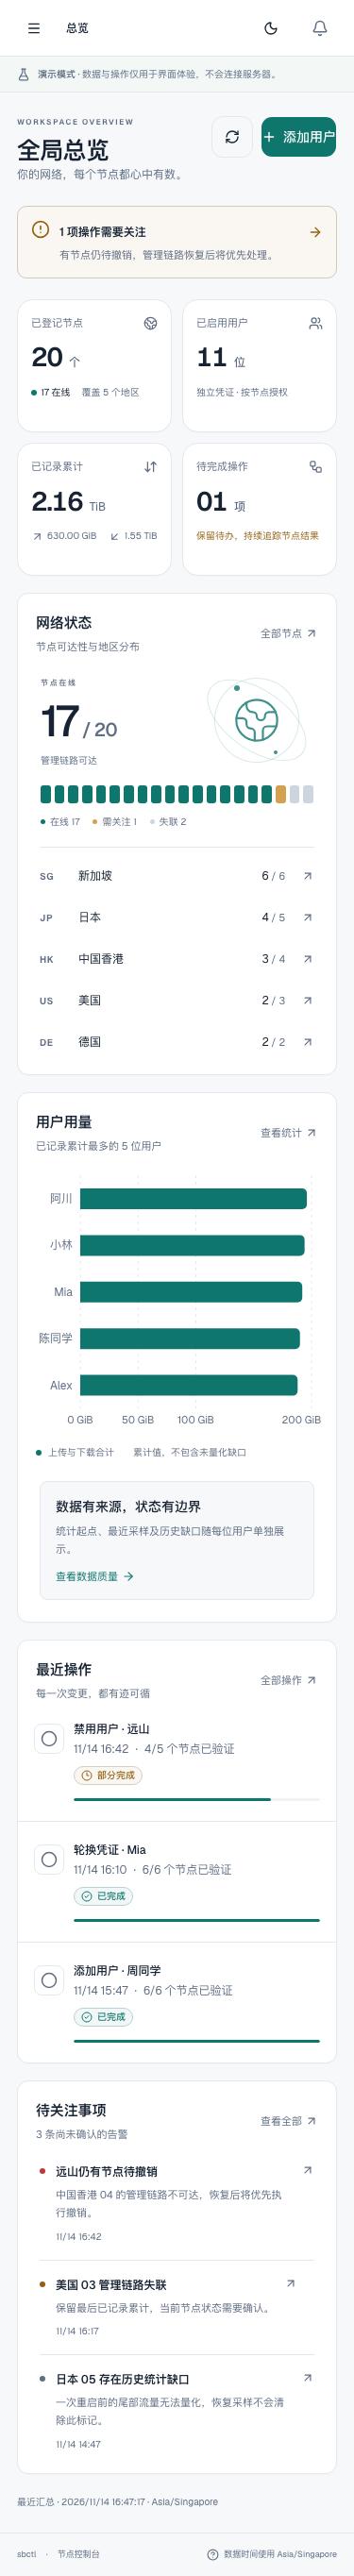 总览
演示模式 · 数据与操作仅用于界面体验，不会连接服务器。
WORKSPACE OVERVIEW
全局总览
添加用户
你的网络，每个节点都心中有数。
1 项操作需要关注
有节点仍待撤销，管理链路恢复后将优先处理。
已登记节点
20 个
17 在线 覆盖 5 个地区
已启用用户
11 位
独立凭证 · 按节点授权
已记录累计
2.16 TiB
630.00 GiB 1.55 TiB
待完成操作
01 项
保留待办，持续追踪节点结果
网络状态
节点可达性与地区分布
全部节点
节点在线
17 / 20
管理链路可达
在线 17 需关注 1 失联 2
SG 新加坡 6 / 6
JP 日本 4 / 5
HK 中国香港 3 / 4
US 美国 2 / 3
DE 德国 2 / 2
用户用量
已记录累计最多的 5 位用户
查看统计
阿川
小林
Mia
陈同学
Alex
0 GiB 50 GiB 100 GiB 200 GiB
上传与下载合计 累计值，不包含未量化缺口
数据有来源，状态有边界
统计起点、最近采样及历史缺口随每位用户单独展
示。
查看数据质量
最近操作
每一次变更，都有迹可循
全部操作
禁用用户 · 远山
11/14 16:42 · 4/5 个节点已验证
部分完成
轮换凭证 · Mia
11/14 16:10 · 6/6 个节点已验证
已完成
添加用户 · 周同学
11/14 15:47 · 6/6 个节点已验证
已完成
待关注事项
3 条尚未确认的告警
查看全部
远山仍有节点待撤销
中国香港 04 的管理链路不可达，恢复后将优先执
行撤销。
11/14 16:42
美国 03 管理链路失联
保留最后已记录累计，当前节点状态需要确认。
11/14 16:17
日本 05 存在历史统计缺口
一次重启前的尾部流量无法量化，恢复采样不会清
除此标记。
11/14 14:47
最近汇总 · 2026/11/14 16:47:17 · Asia/Singapore
sbctl · 节点控制台
数据时间使用 Asia/Singapore